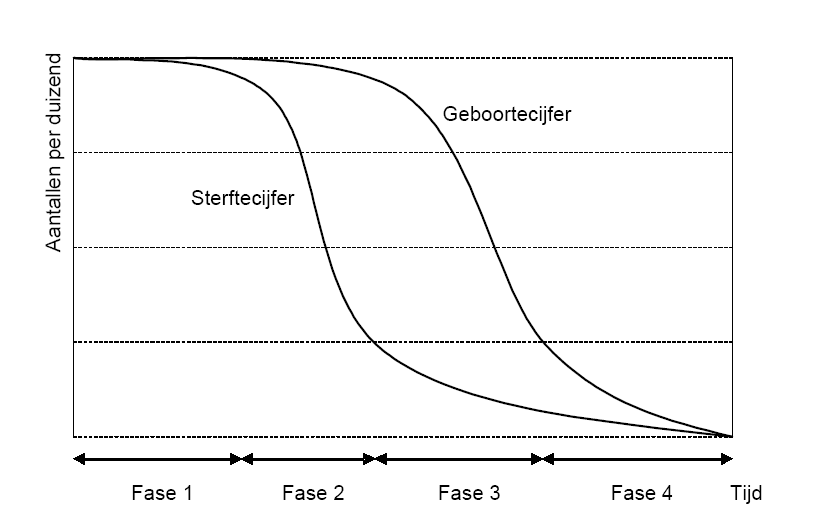 Aantallen per duizend
Geboortecijfer
Sterftecijfer
Fase 1
Fase 2
Fase 3
Fase 4
Tijd